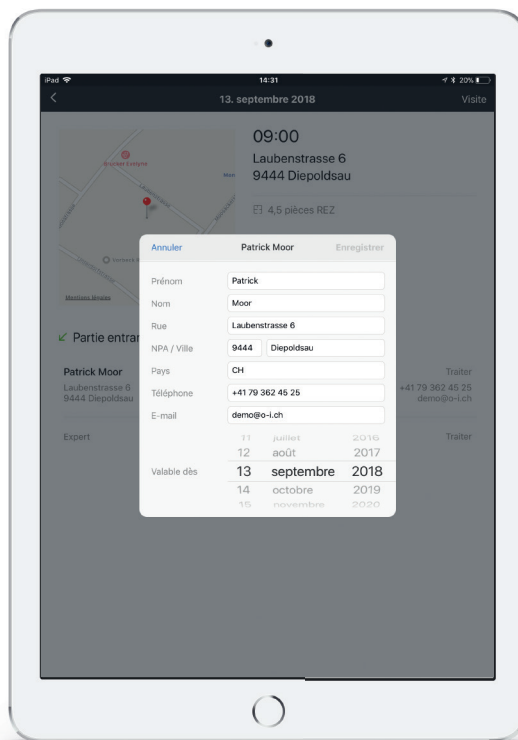 iPad 14:31 20%
13. septembre 2018 Visite
09:00
Laubenstrasse 6
9444 Diepoldsau
4,5 pièces REZ
Mentions légales
Annuler Patrick Moor Enregistrer
Prénom Patrick
Nom Moor
Rue Laubenstrasse 6
NPA / Ville 9444 Diepoldsau
Pays CH
Téléphone +41 79 362 45 25
E-mail demo@o-i.ch
Valable dès
11 juillet 2016
12 août 2017
13 septembre 2018
14 octobre 2019
15 novembre 2020
Partie entrar
Patrick Moor Traiter
Laubenstrasse 6 +41 79 362 45 25
9444 Diepoldsau demo@o-i.ch
Expert Traiter